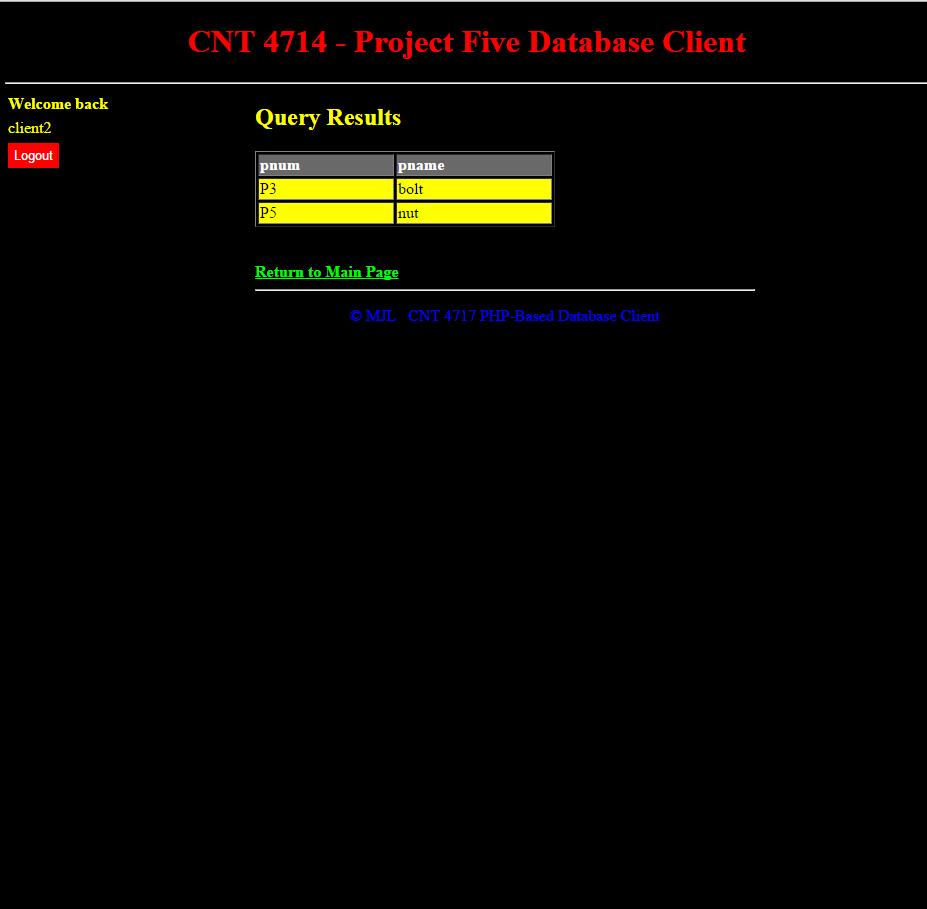 CNT 4714 - Project Five Database Client
Welcome back
client2
Logout
Query Results
pnum pname
P3 bolt
P5 nut
Return to Main Page
© MJL CNT 4717 PHP-Based Database Client